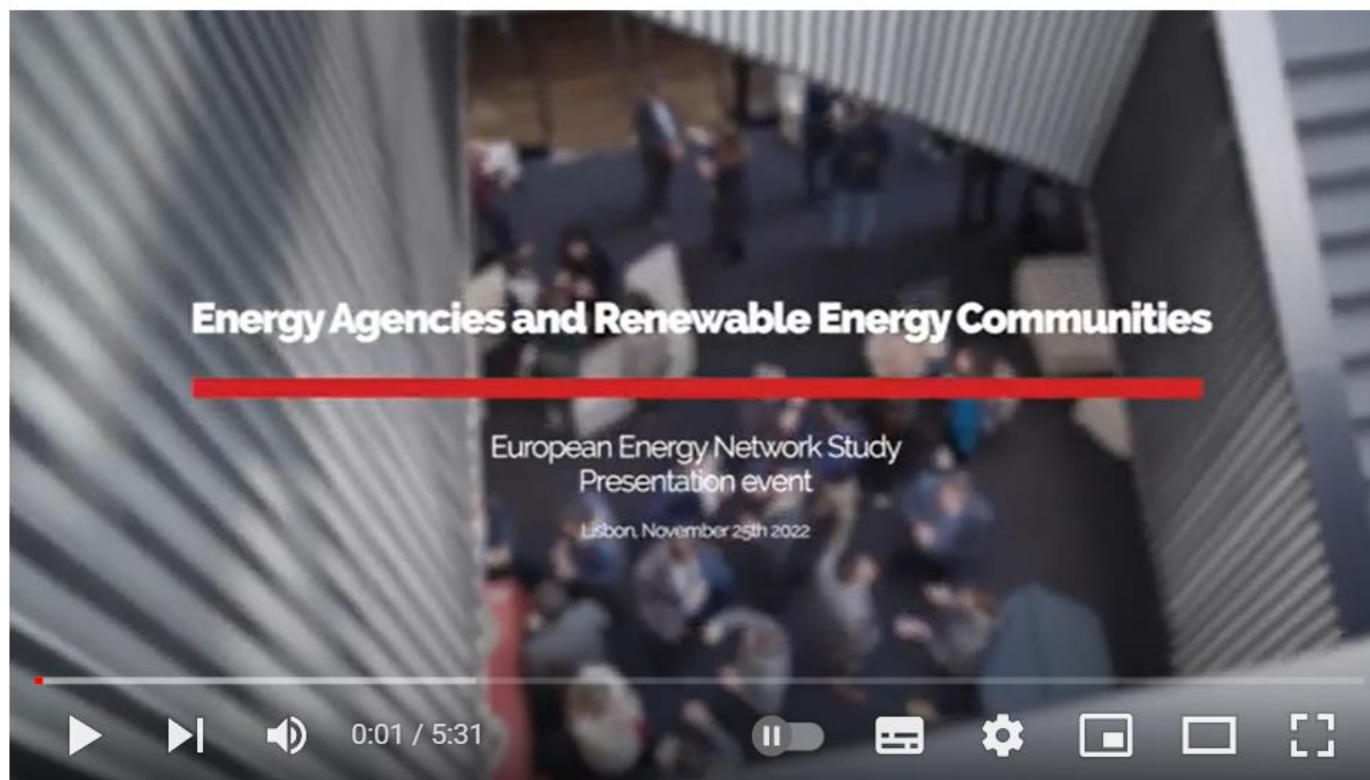 Energy Agencies and Renewable Energy Communities
European Energy Network Study
Presentation event
Lisbon, November 25th 2022
0:01 / 5:31